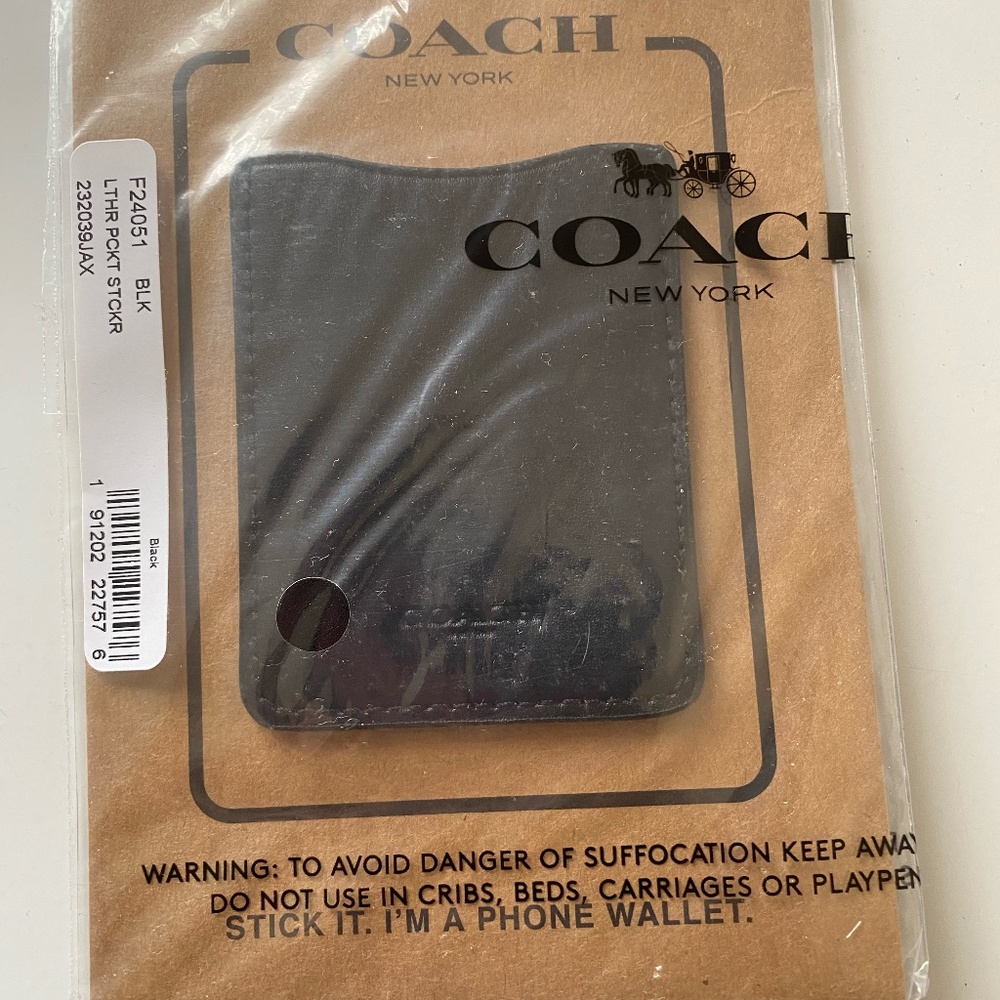 COACH
NEW YORK
COACH
NEW YORK
F24051 BLK
LTHR PCKT STCKR
232039JAX
Black
1 91202 22757 6
COACH
WARNING: TO AVOID DANGER OF SUFFOCATION KEEP AWAY
DO NOT USE IN CRIBS, BEDS, CARRIAGES OR PLAYPEN
STICK IT. I'M A PHONE WALLET.